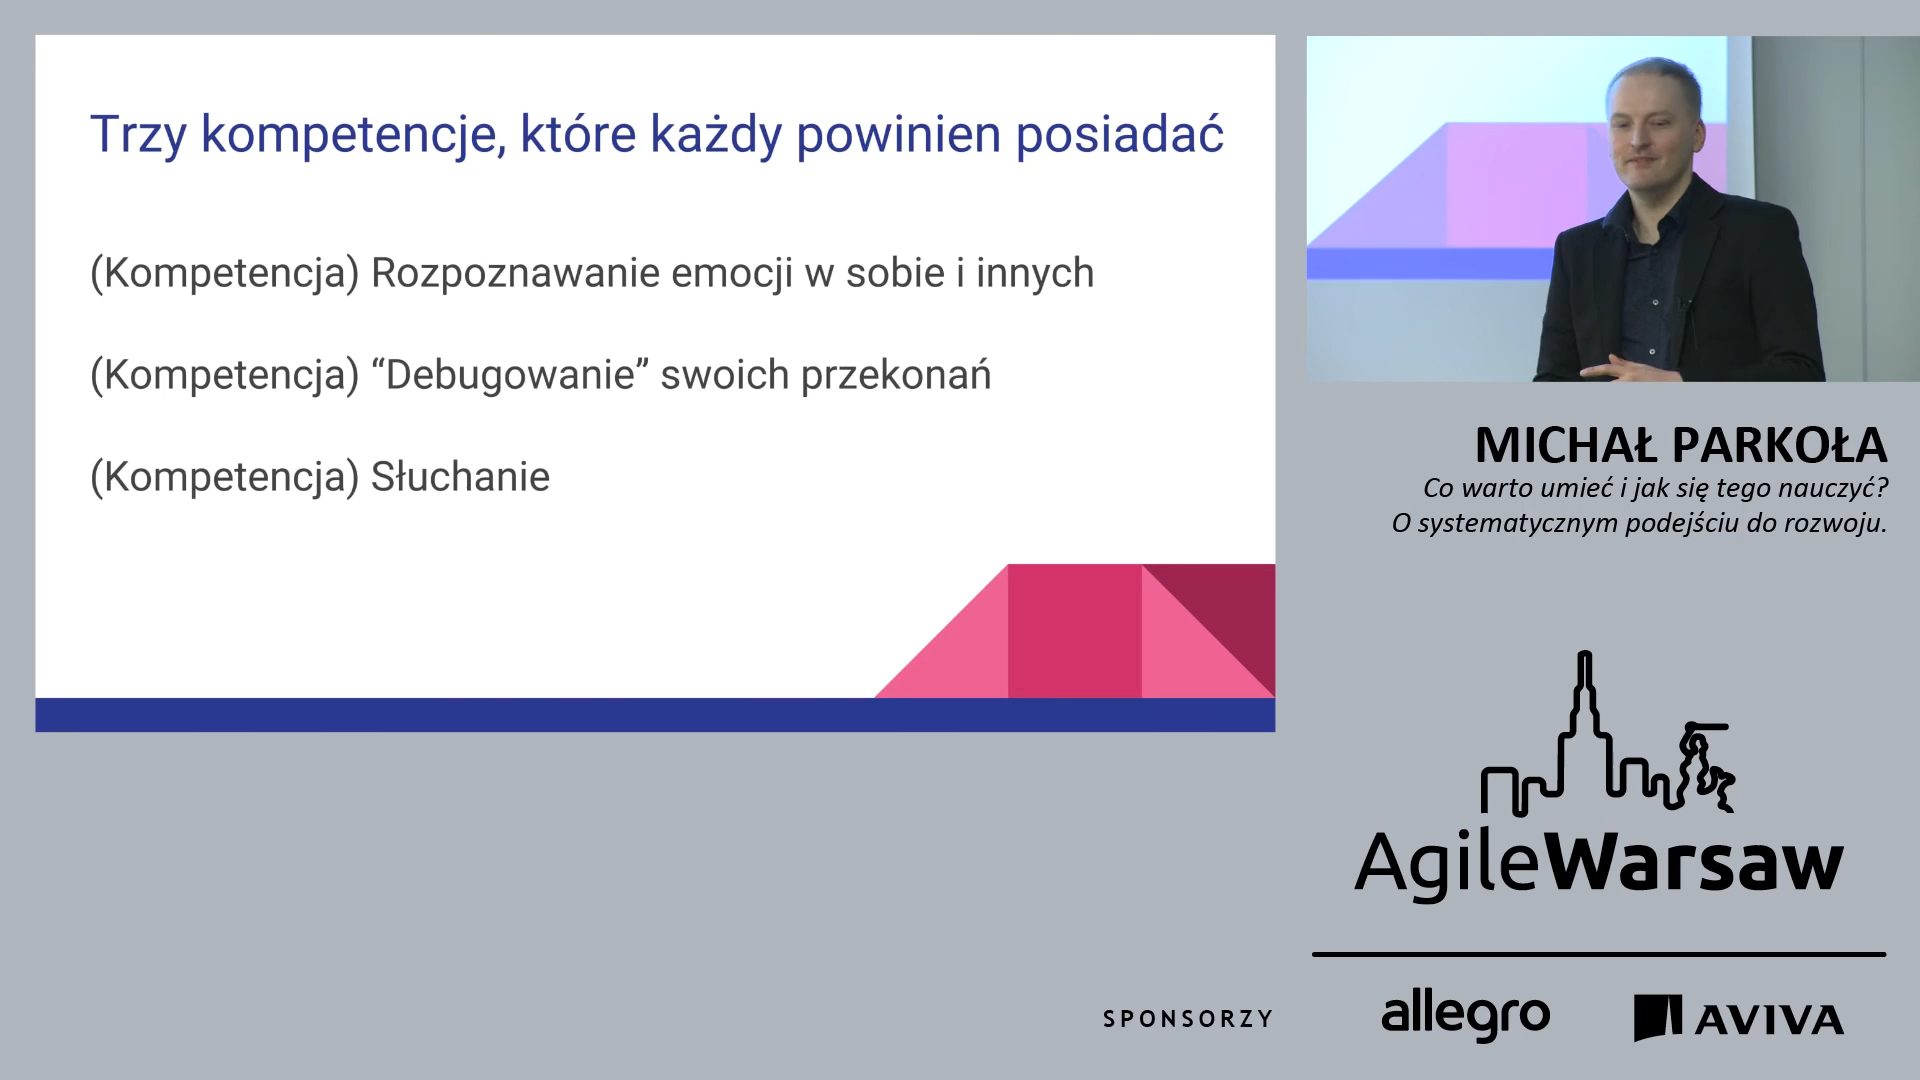 Trzy kompetencje, które każdy powinien posiadać
(Kompetencja) Rozpoznawanie emocji w sobie i innych
(Kompetencja) “Debugowanie” swoich przekonań
(Kompetencja) Słuchanie
MICHAŁ PARKOŁA
Co warto umieć i jak się tego nauczyć?
O systematycznym podejściu do rozwoju.
AgileWarsaw
SPONSORZY
allegro
AVIVA